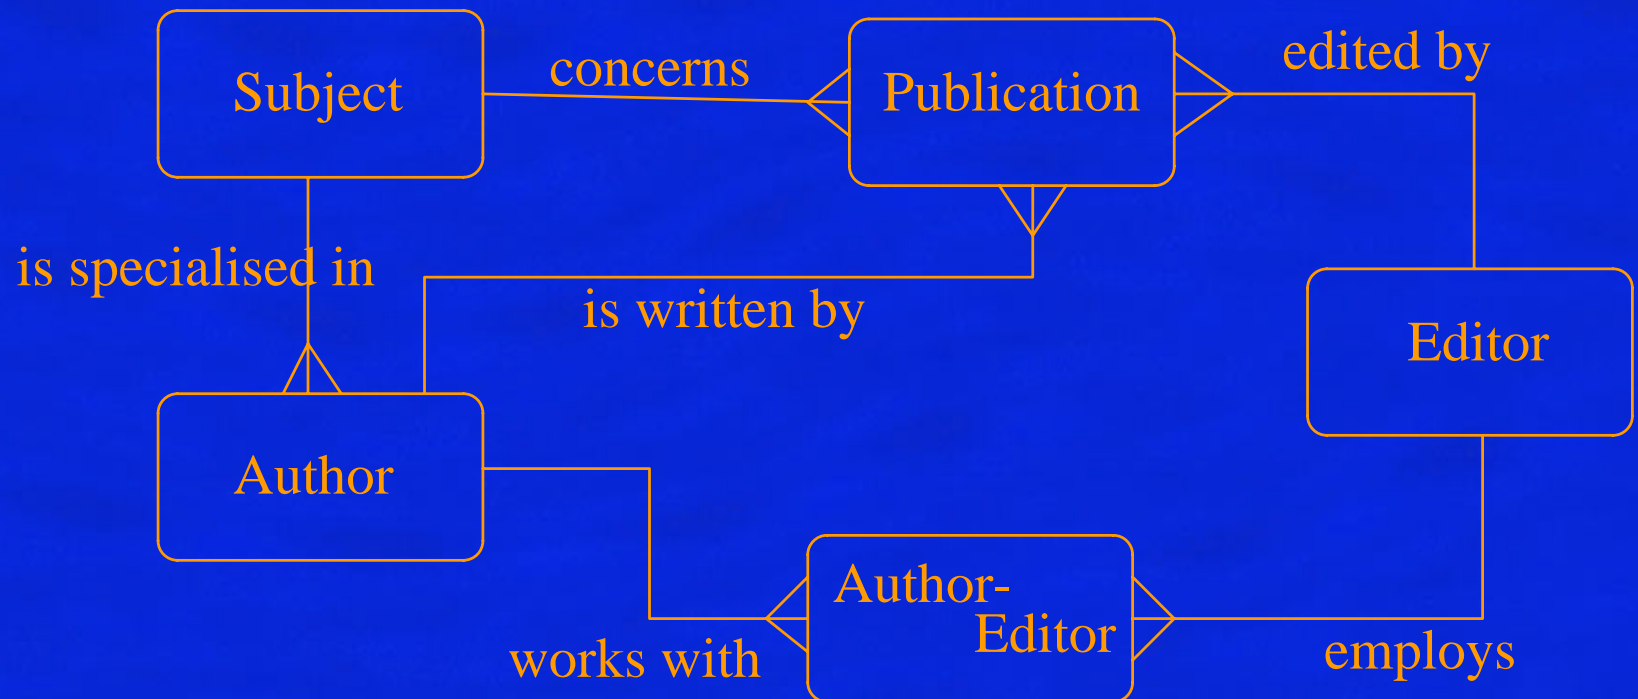 Subject
concerns
Publication
edited by
is specialised in
is written by
Editor
Author
Author-
Editor
works with
employs